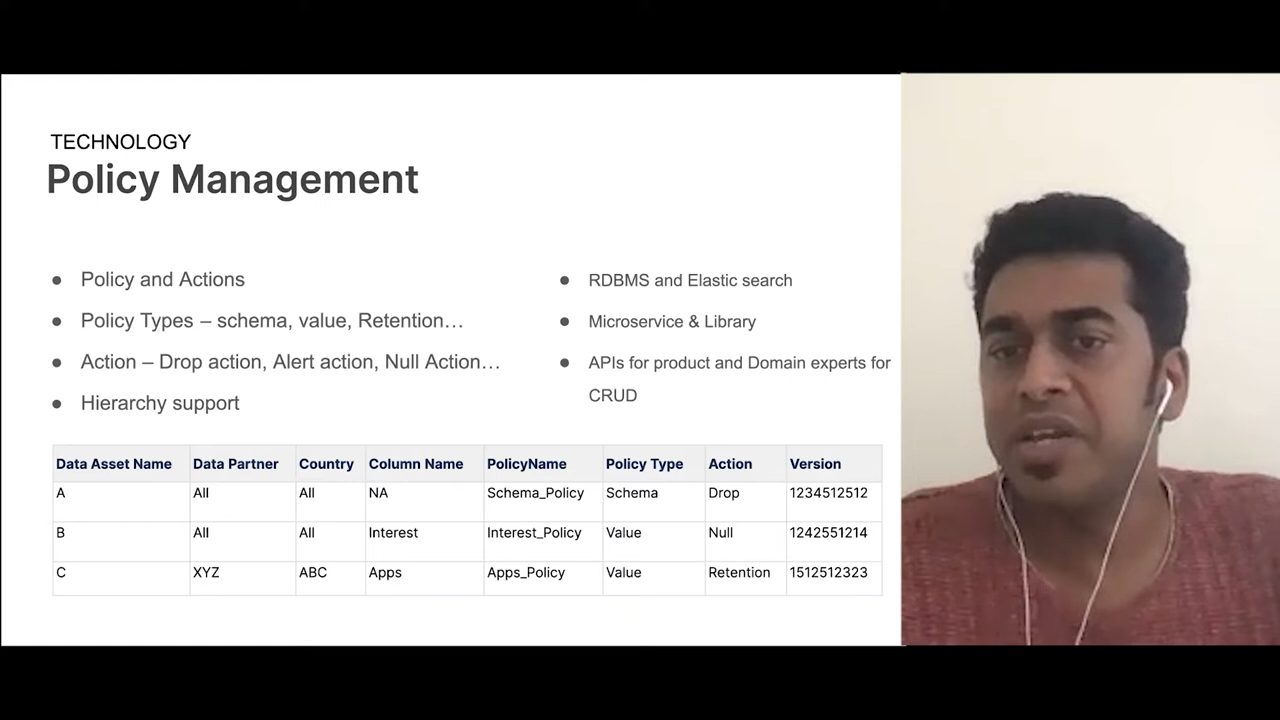 TECHNOLOGY
Policy Management
● Policy and Actions
● Policy Types – schema, value, Retention…
● Action – Drop action, Alert action, Null Action…
● Hierarchy support
● RDBMS and Elastic search
● Microservice & Library
● APIs for product and Domain experts for
CRUD
Data Asset Name Data Partner Country Column Name PolicyName Policy Type Action Version
A All All NA Schema_Policy Schema Drop 1234512512
B All All Interest Interest_Policy Value Null 1242551214
C XYZ ABC Apps Apps_Policy Value Retention 1512512323